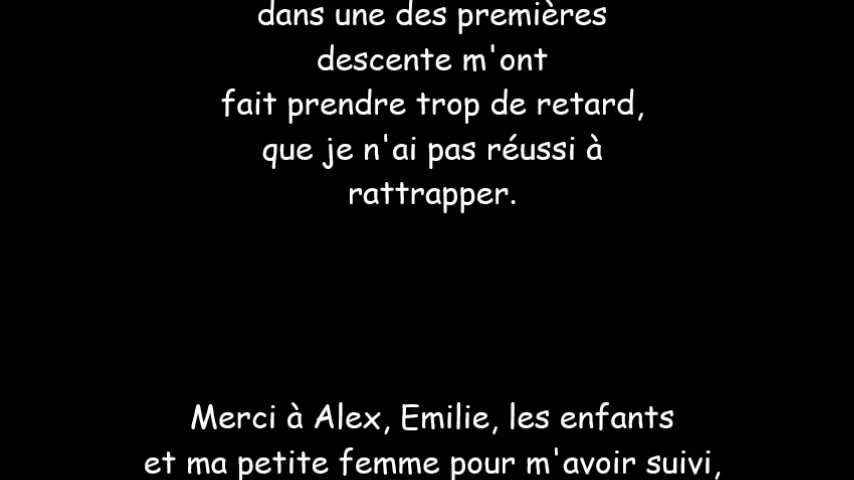 dans une des premières
descente m'ont
fait prendre trop de retard,
que je n'ai pas réussi à
rattrapper.
Merci à Alex, Emilie, les enfants
et ma petite femme pour m'avoir suivi,